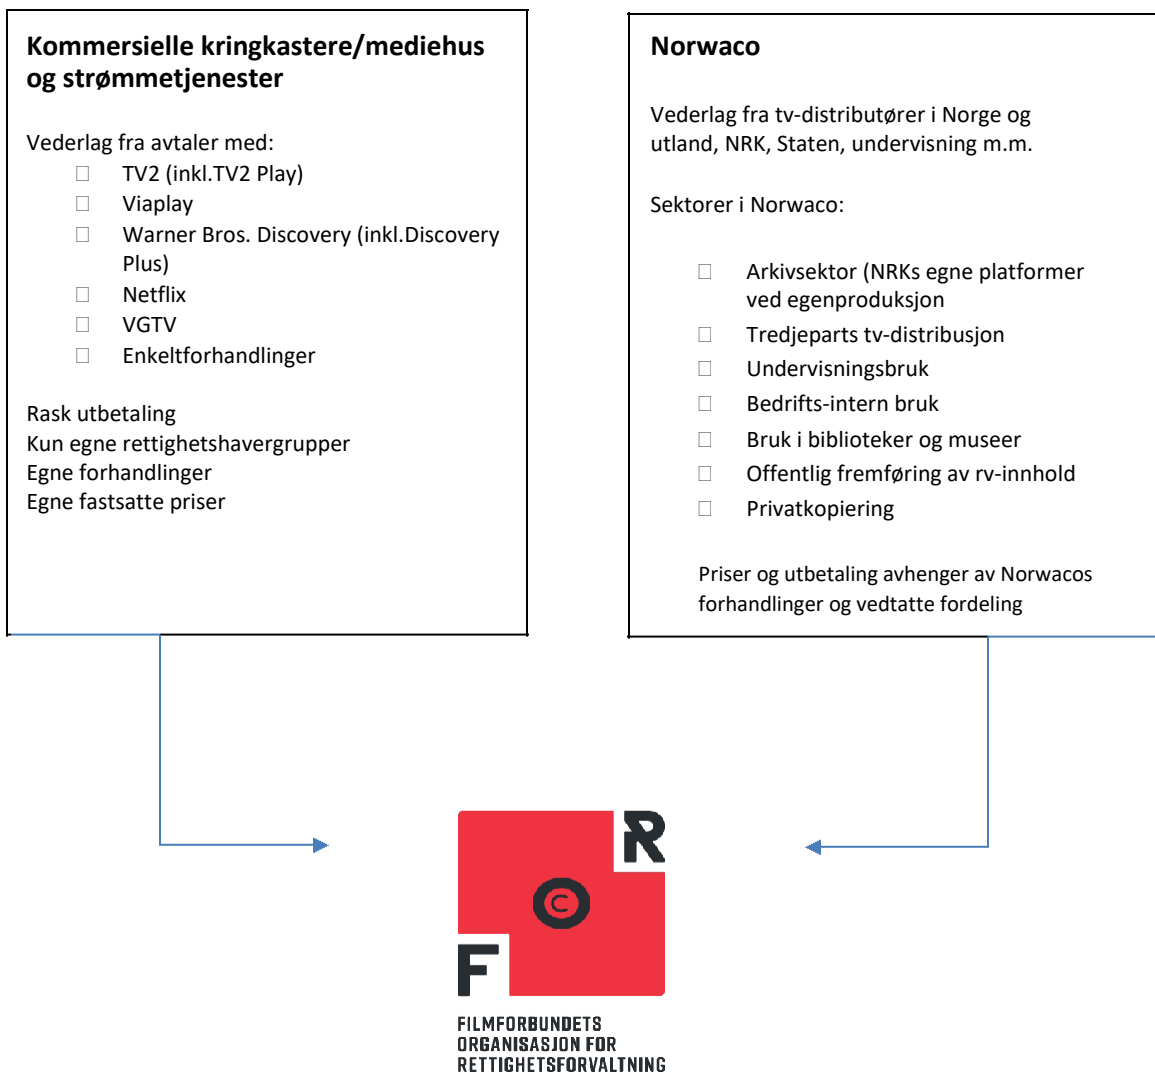 Kommersielle kringkastere/mediehus
og strømmetjenester
Vederlag fra avtaler med:
TV2 (inkl.TV2 Play)
Viaplay
Warner Bros. Discovery (inkl.Discovery
Plus)
Netflix
VGTV
Enkeltforhandlinger
Rask utbetaling
Kun egne rettighetshavergrupper
Egne forhandlinger
Egne fastsatte priser
Norwaco
Vederlag fra tv-distributører i Norge og
utland, NRK, Staten, undervisning m.m.
Sektorer i Norwaco:
Arkivsektor (NRKs egne platformer
ved egenproduksjon
Tredjeparts tv-distribusjon
Undervisningsbruk
Bedrifts-intern bruk
Bruk i biblioteker og museer
Offentlig fremføring av rv-innhold
Privatkopiering
Priser og utbetaling avhenger av Norwacos
forhandlinger og vedtatte fordeling
R
©
F
FILMFORBUNDETS
ORGANISASJON FOR
RETTIGHETSFORVALTNING